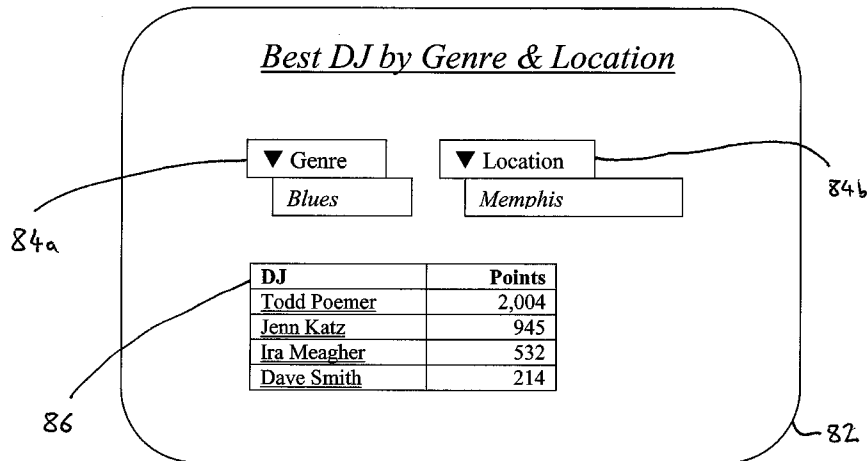 Best DJ by Genre & Location
▼ Genre ▼ Location
Blues Memphis
84a
84b
DJ Points
Todd Poemer 2,004
Jenn Katz 945
Ira Meagher 532
Dave Smith 214
86
82